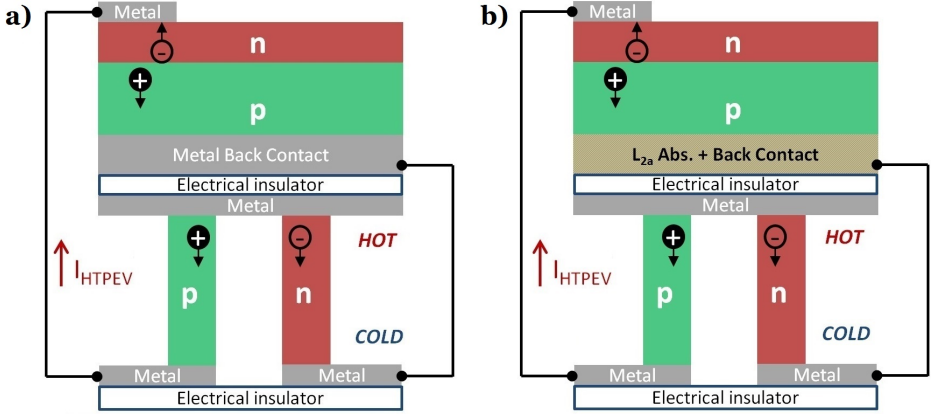 a)
Metal
n
p
Metal Back Contact
Electrical insulator
Metal
HOT
I_HTPEV
p
n
COLD
Metal
Metal
Electrical insulator
b)
Metal
n
p
L2a Abs. + Back Contact
Electrical insulator
Metal
HOT
I_HTPEV
p
n
COLD
Metal
Metal
Electrical insulator